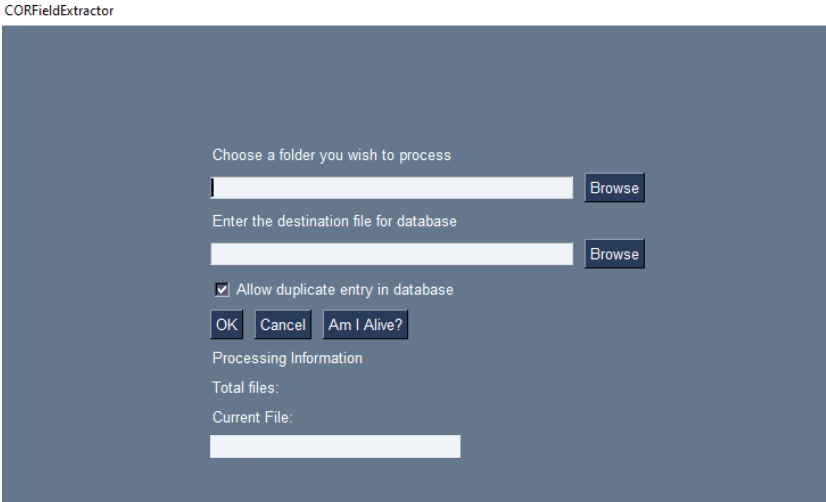 CORFieldExtractor
Choose a folder you wish to process
Browse
Enter the destination file for database
Browse
Allow duplicate entry in database
OK Cancel Am I Alive?
Processing Information
Total files:
Current File: